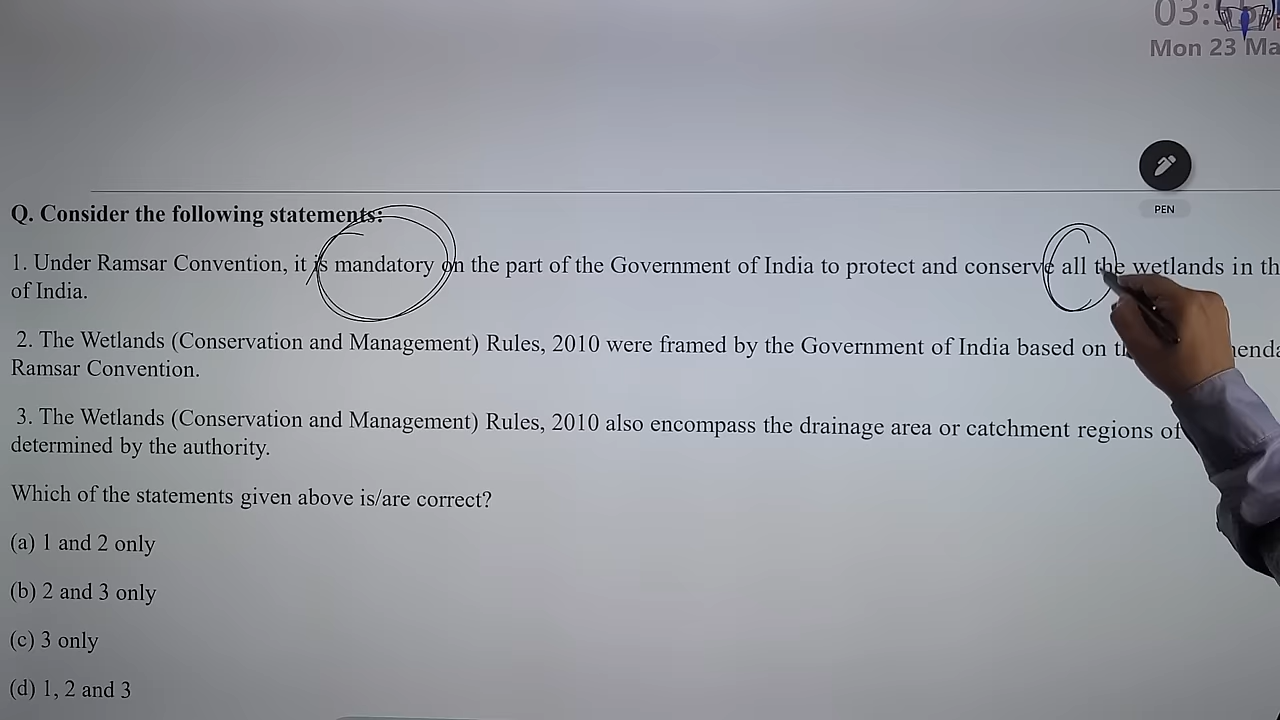 03:
Mon 23 Ma
PEN
Q. Consider the following statements:
1. Under Ramsar Convention, it is mandatory on the part of the Government of India to protect and conserve all the wetlands in th
of India.
2. The Wetlands (Conservation and Management) Rules, 2010 were framed by the Government of India based on
Ramsar Convention.
3. The Wetlands (Conservation and Management) Rules, 2010 also encompass the drainage area or catchment regions of
determined by the authority.
Which of the statements given above is/are correct?
(a) 1 and 2 only
(b) 2 and 3 only
(c) 3 only
(d) 1, 2 and 3